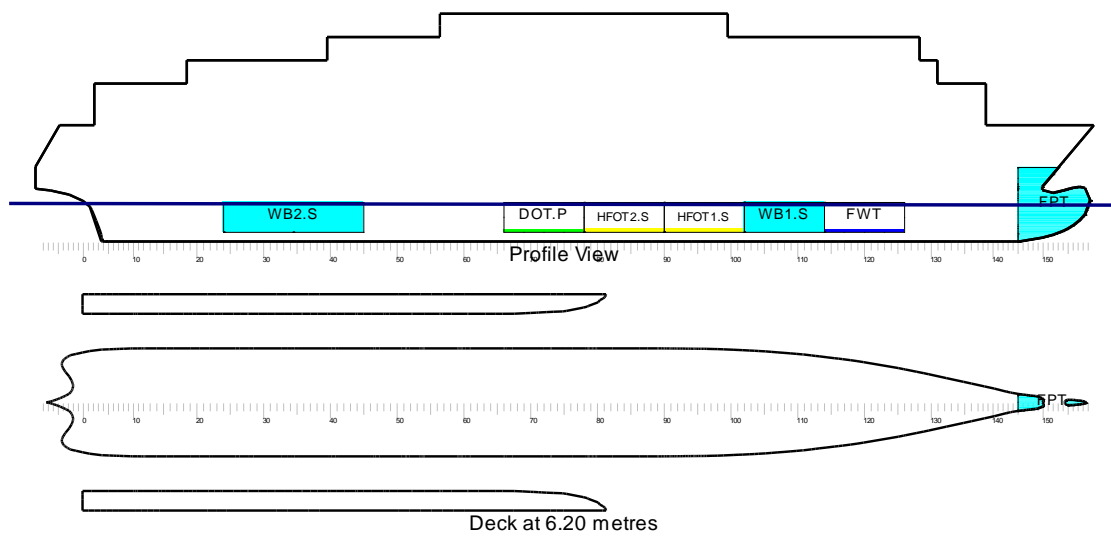 WB2.S DOT.P HFOT2.S HFOT1.S WB1.S FWT FPT
Profile View
0 10 20 30 40 50 60 70 80 90 100 110 120 130 140 150
FPT
0 10 20 30 40 50 60 70 80 90 100 110 120 130 140 150
Deck at 6.20 metres